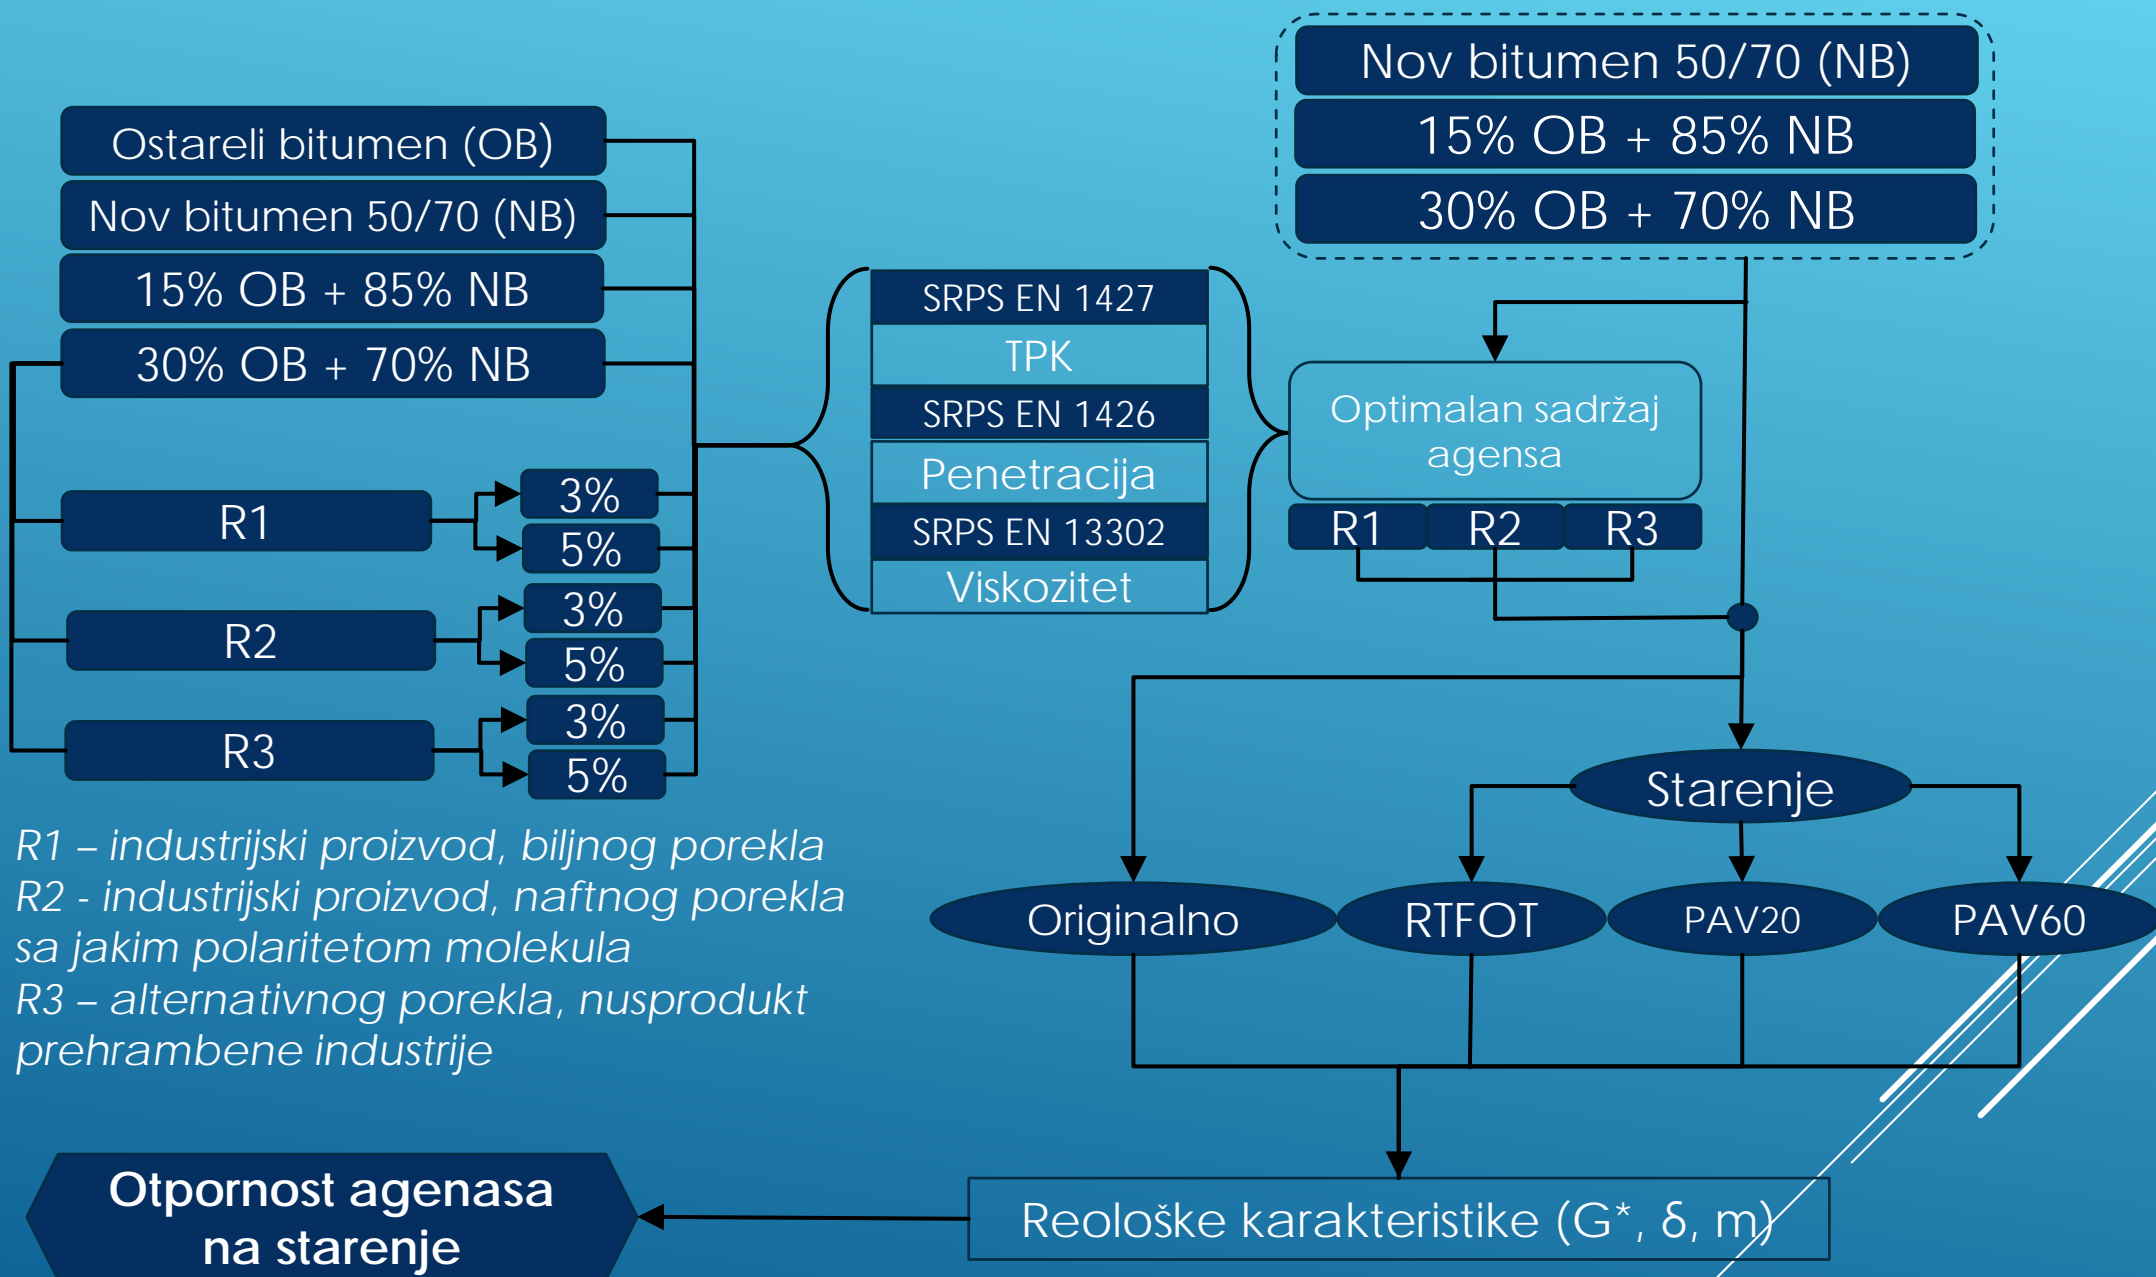 Ostareli bitumen (OB)
Nov bitumen 50/70 (NB)
15% OB + 85% NB
30% OB + 70% NB
R1
3%
5%
R2
3%
5%
R3
3%
5%
R1 – industrijski proizvod, biljnog porekla
R2 - industrijski proizvod, naftnog porekla
sa jakim polaritetom molekula
R3 – alternativnog porekla, nusprodukt
prehrambene industrije
SRPS EN 1427
TPK
SRPS EN 1426
Penetracija
SRPS EN 13302
Viskozitet
Nov bitumen 50/70 (NB)
15% OB + 85% NB
30% OB + 70% NB
Optimalan sadržaj
agensa
R1 R2 R3
Starenje
Originalno RTFOT PAV20 PAV60
Reološke karakteristike (G*, δ, m)
Otpornost agenasa
na starenje